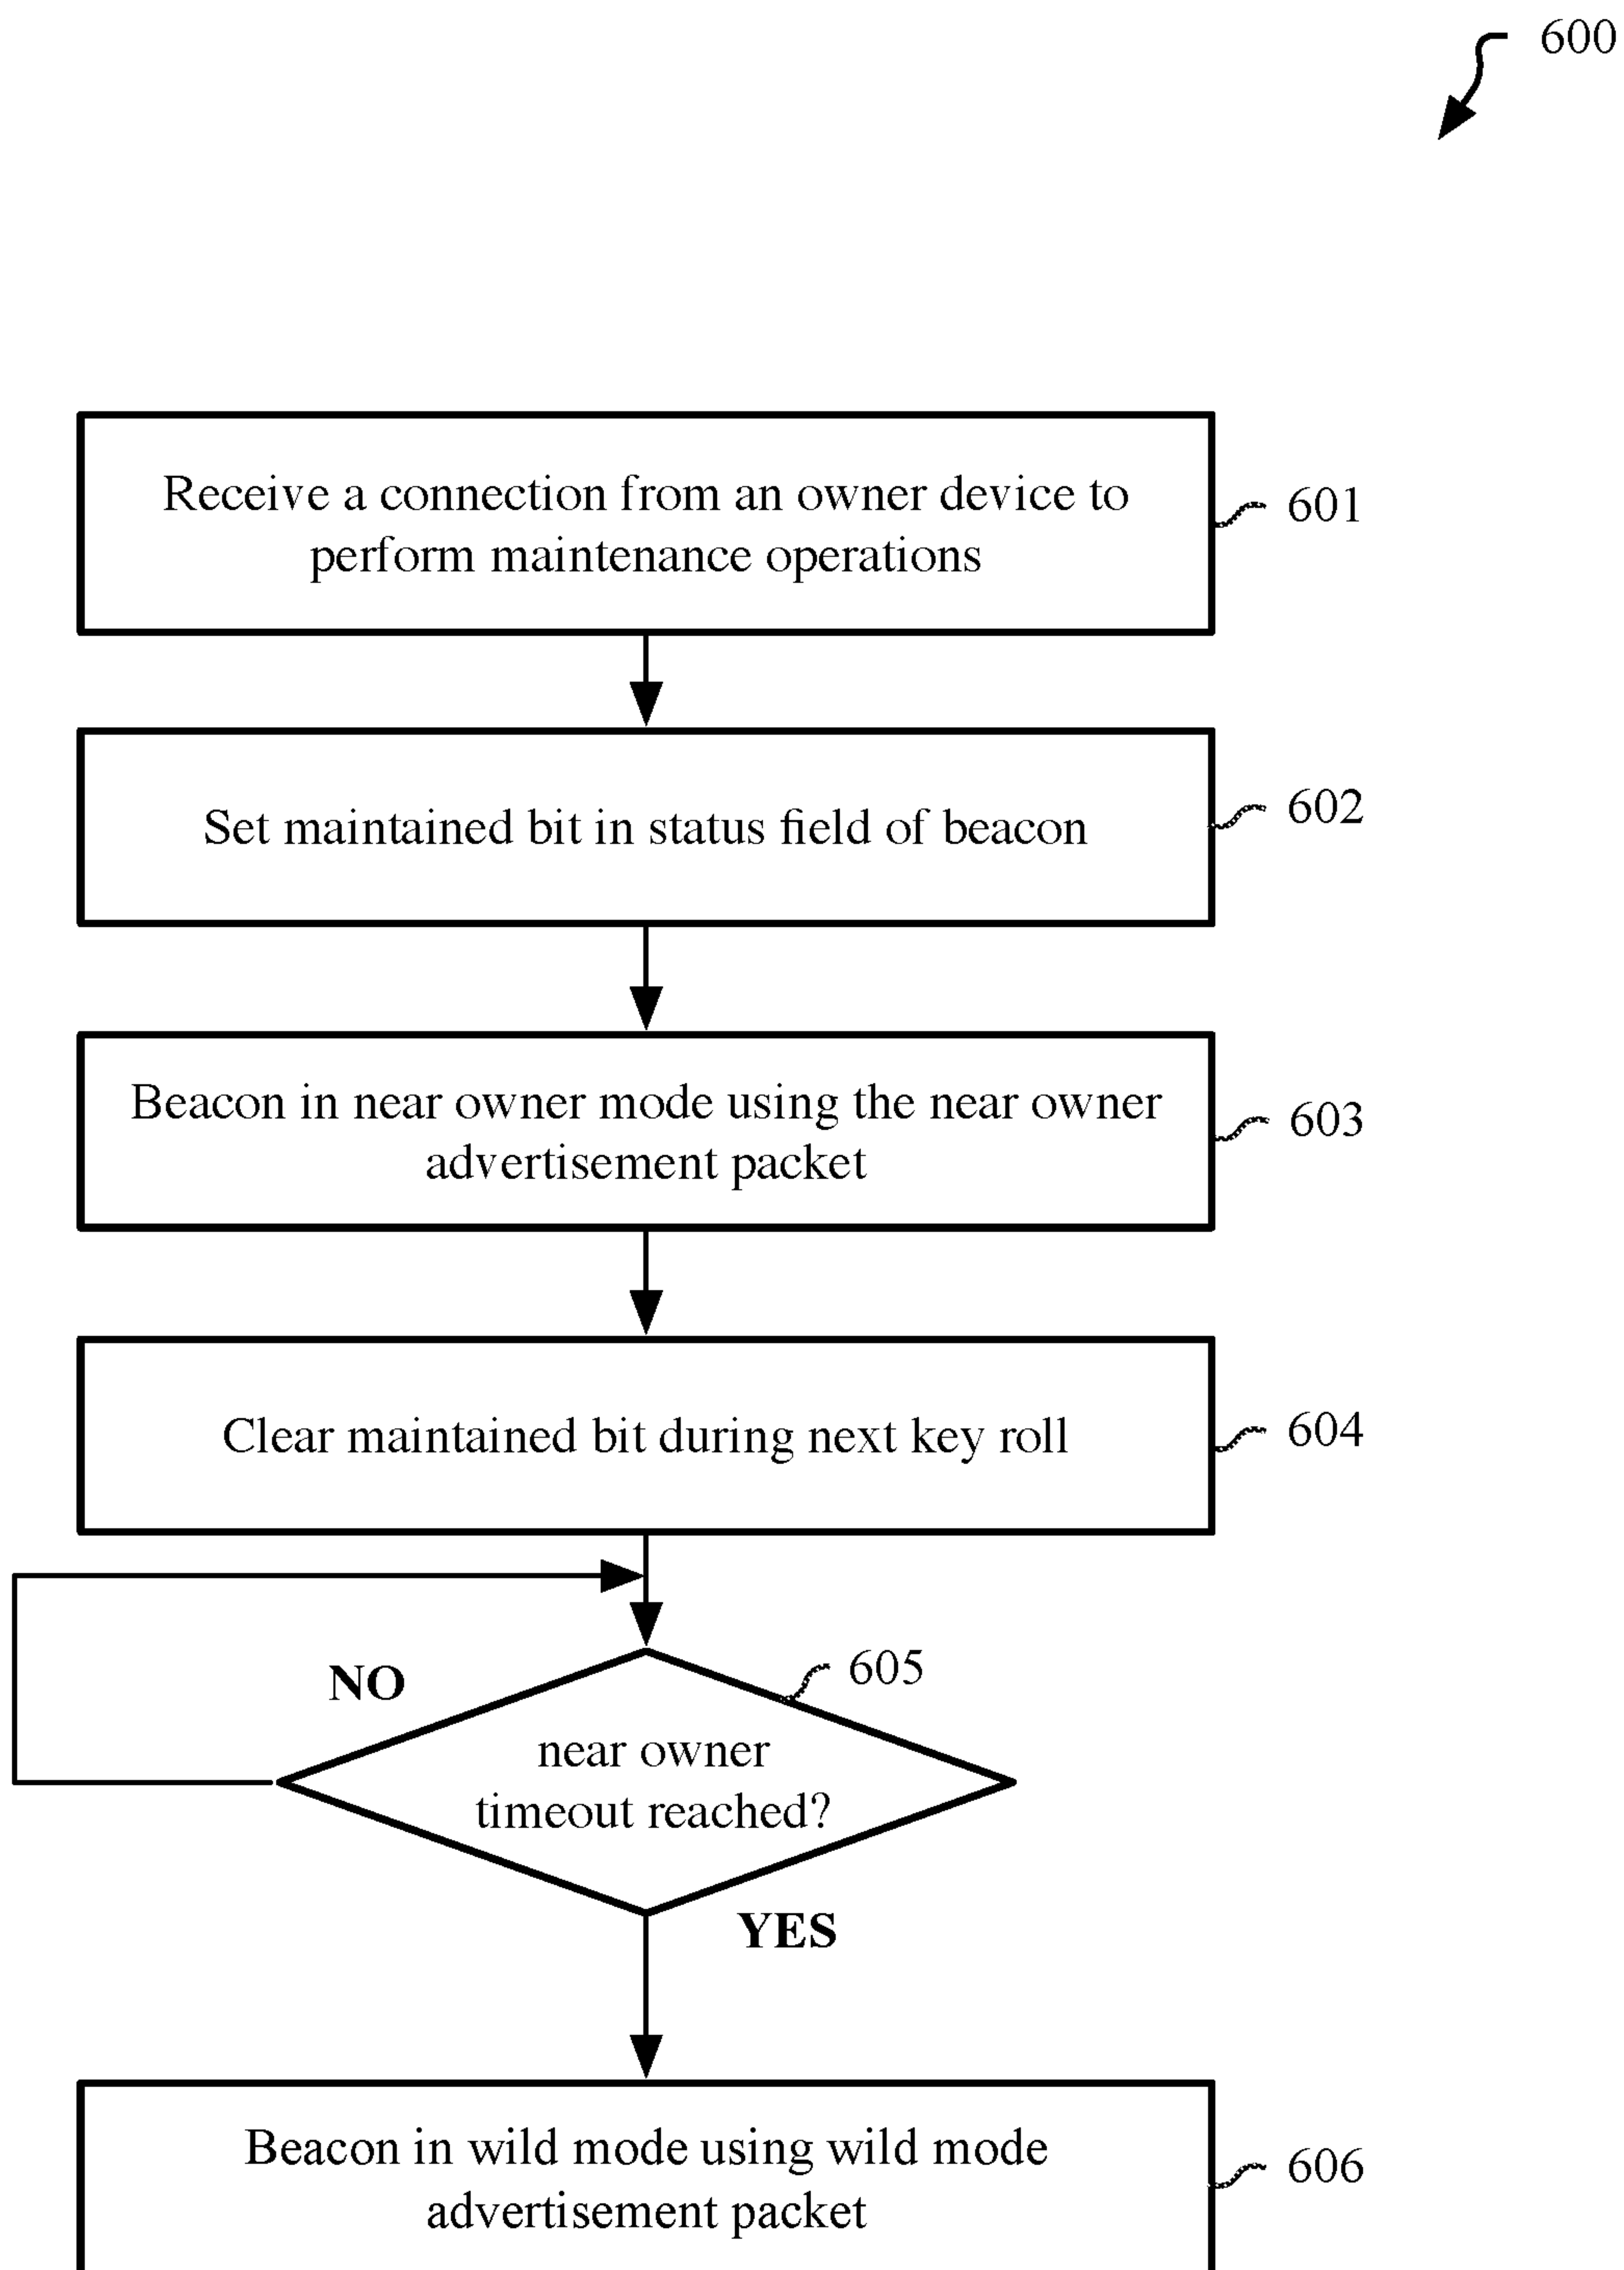 600
Receive a connection from an owner device to
perform maintenance operations
601
Set maintained bit in status field of beacon
602
Beacon in near owner mode using the near owner
advertisement packet
603
Clear maintained bit during next key roll
604
NO
605
near owner
timeout reached?
YES
Beacon in wild mode using wild mode
advertisement packet
606